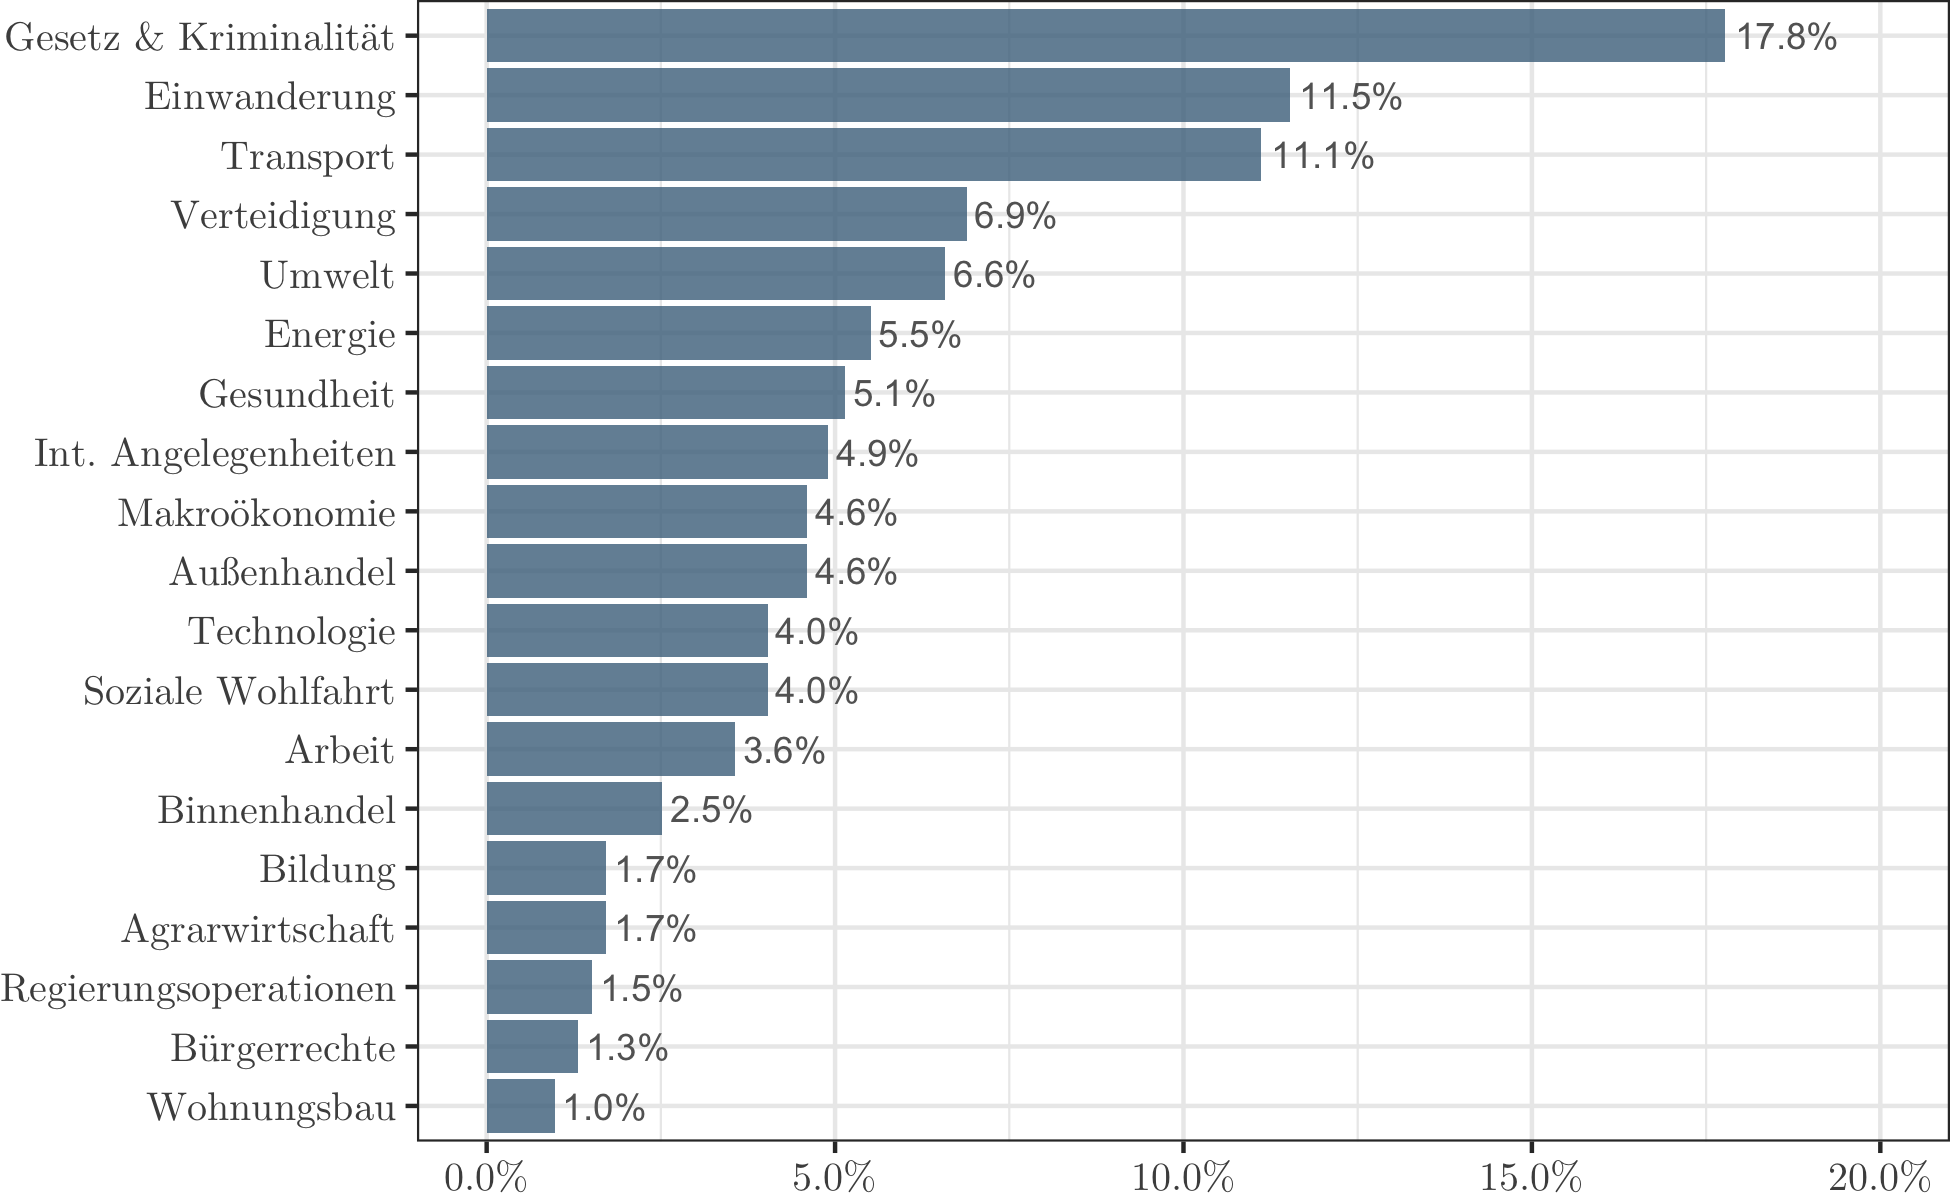 Gesetz & Kriminalität 17.8%
Einwanderung 11.5%
Transport 11.1%
Verteidigung 6.9%
Umwelt 6.6%
Energie 5.5%
Gesundheit 5.1%
Int. Angelegenheiten 4.9%
Makroökonomie 4.6%
Außenhandel 4.6%
Technologie 4.0%
Soziale Wohlfahrt 4.0%
Arbeit 3.6%
Binnenhandel 2.5%
Bildung 1.7%
Agrarwirtschaft 1.7%
Regierungsoperationen 1.5%
Bürgerrechte 1.3%
Wohnungsbau 1.0%
0.0% 5.0% 10.0% 15.0% 20.0%